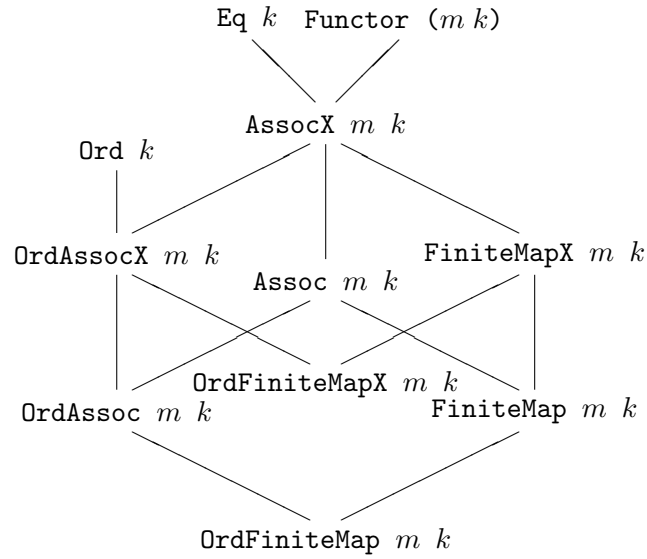 Eq k Functor (m k)
AssocX m k
Ord k
OrdAssocX m k
FiniteMapX m k
Assoc m k
OrdFiniteMapX m k
OrdAssoc m k
FiniteMap m k
OrdFiniteMap m k